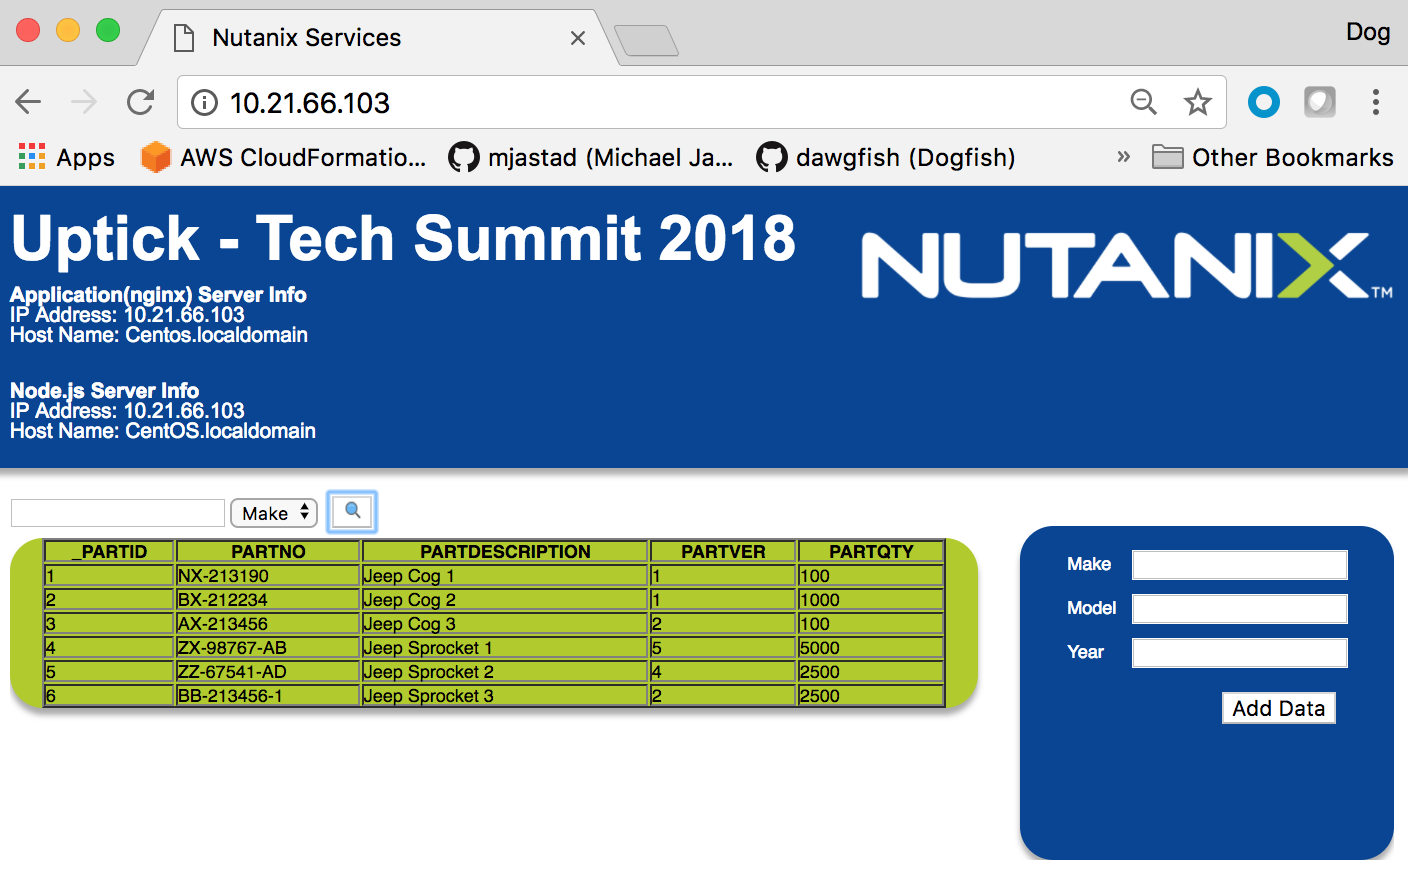 Nutanix Services
Dog
10.21.66.103
Apps
AWS CloudFormatio...
mjastad (Michael Ja...
dawgfish (Dogfish)
»
Other Bookmarks
Uptick - Tech Summit 2018
NUTANIX™
Application(nginx) Server Info
IP Address: 10.21.66.103
Host Name: Centos.localdomain
Node.js Server Info
IP Address: 10.21.66.103
Host Name: CentOS.localdomain
Make
_PARTID PARTNO PARTDESCRIPTION PARTVER PARTQTY
1 NX-213190 Jeep Cog 1 1 100
2 BX-212234 Jeep Cog 2 1 1000
3 AX-213456 Jeep Cog 3 2 100
4 ZX-98767-AB Jeep Sprocket 1 5 5000
5 ZZ-67541-AD Jeep Sprocket 2 4 2500
6 BB-213456-1 Jeep Sprocket 3 2 2500
Make
Model
Year
Add Data